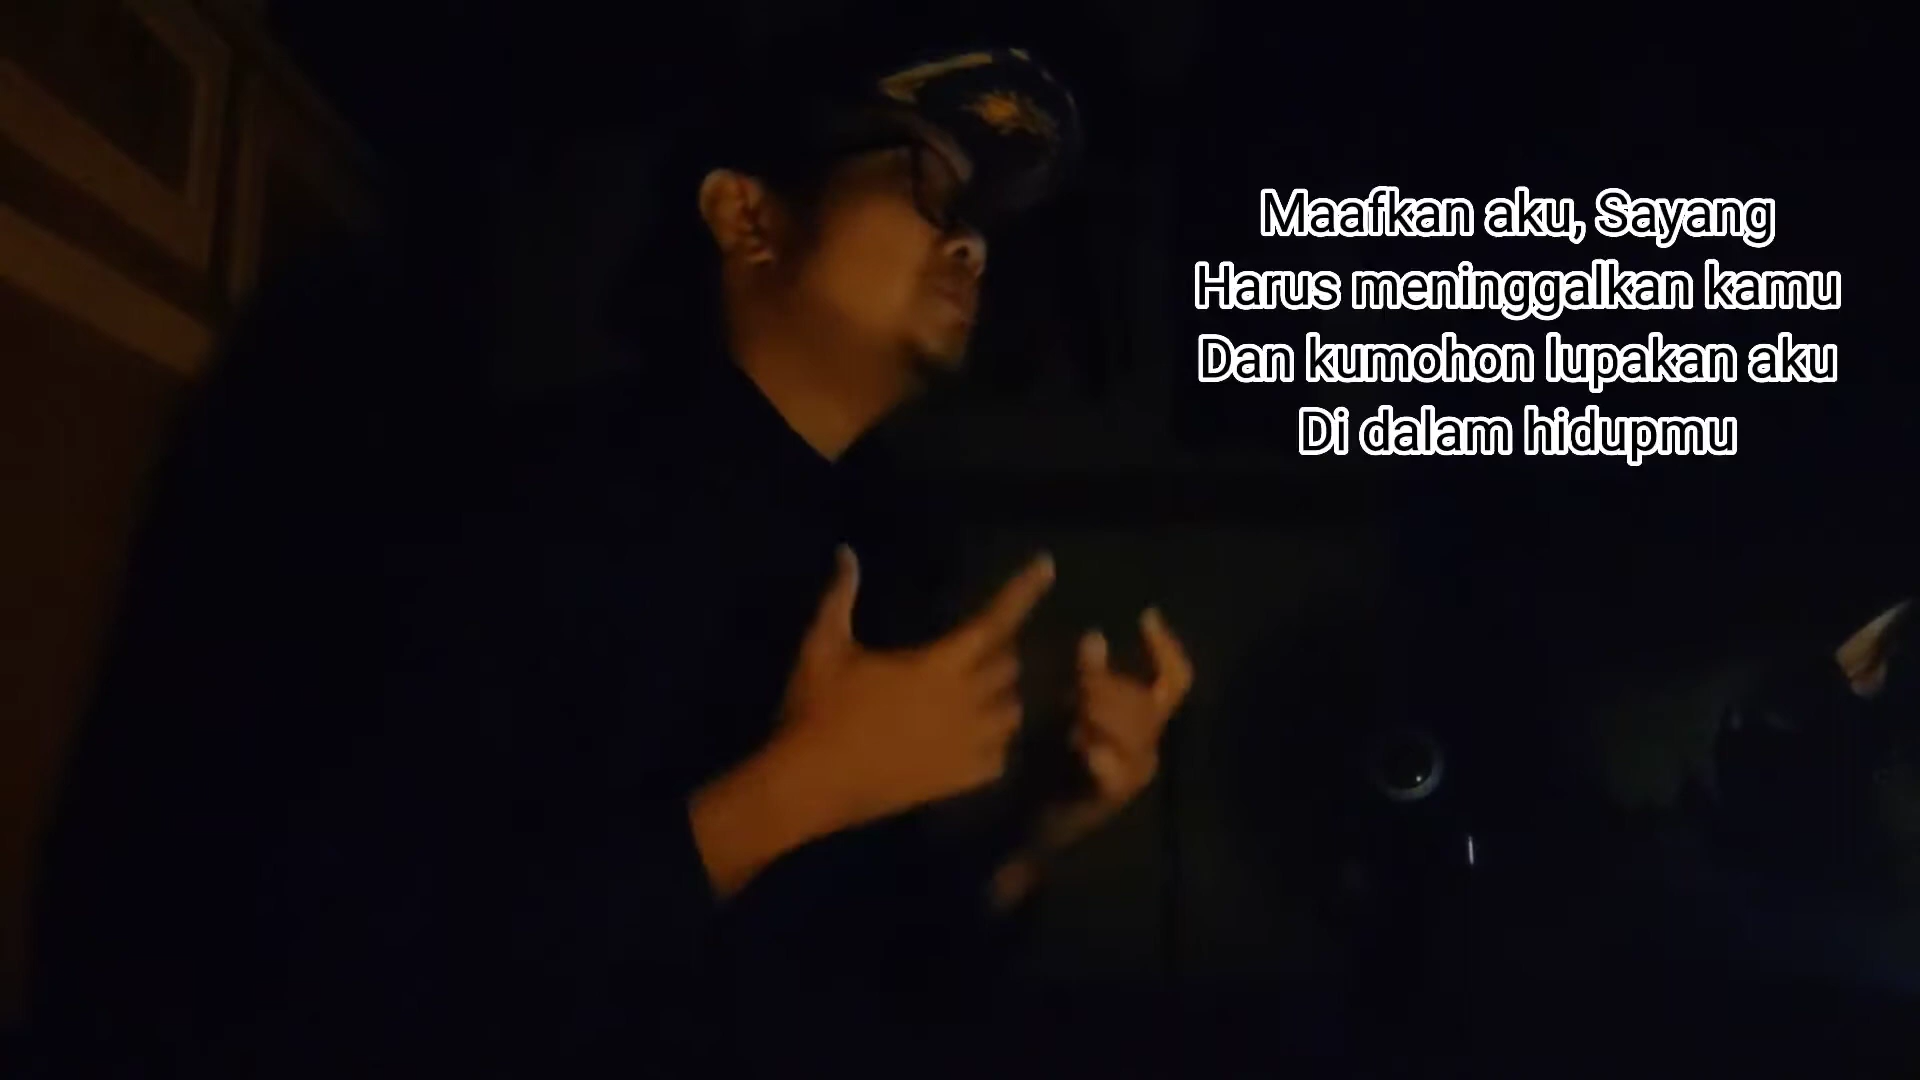 Maafkan aku, Sayang
Harus meninggalkan kamu
Dan kumohon lupakan aku
Di dalam hidupmu